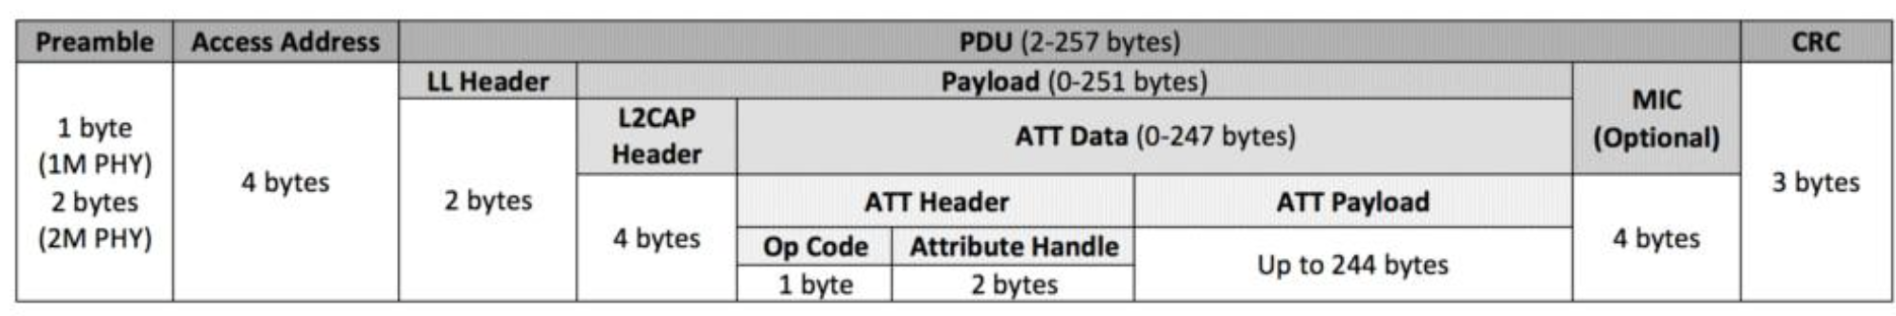 Preamble
Access Address
PDU (2-257 bytes)
CRC
LL Header
Payload (0-251 bytes)
MIC
(Optional)
L2CAP
Header
ATT Data (0-247 bytes)
1 byte
(1M PHY)
2 bytes
(2M PHY)
4 bytes
2 bytes
3 bytes
ATT Header
ATT Payload
4 bytes
Op Code
Attribute Handle
Up to 244 bytes
4 bytes
1 byte
2 bytes